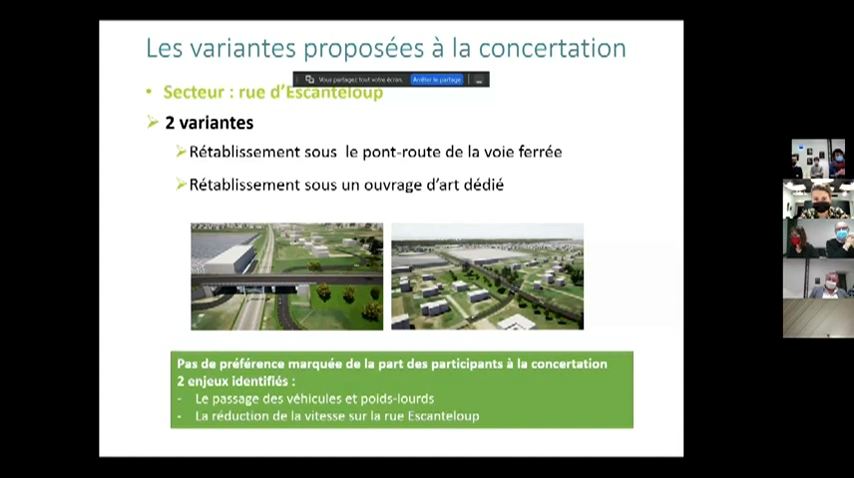 Les variantes proposées à la concertation
Vous partagez tout votre écran.
Arrêter le partage
• Secteur : rue d’Escanteloup
2 variantes
Rétablissement sous le pont-route de la voie ferrée
Rétablissement sous un ouvrage d’art dédié
Pas de préférence marquée de la part des participants à la concertation
2 enjeux identifiés :
- Le passage des véhicules et poids-lourds
- La réduction de la vitesse sur la rue Escanteloup